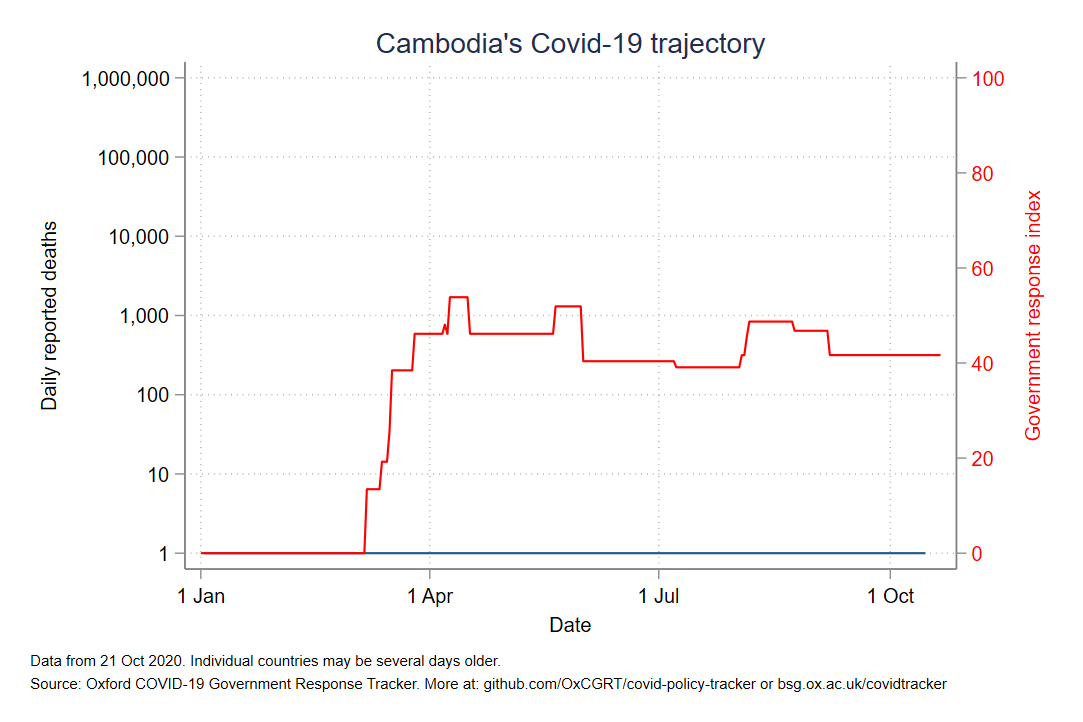 Cambodia's Covid-19 trajectory
1,000,000
100,000
10,000
1,000
100
10
1
Daily reported deaths
100
80
60
40
20
0
Government response index
1 Jan
1 Apr
1 Jul
1 Oct
Date
Data from 21 Oct 2020. Individual countries may be several days older.
Source: Oxford COVID-19 Government Response Tracker. More at: github.com/OxCGRT/covid-policy-tracker or bsg.ox.ac.uk/covidtracker